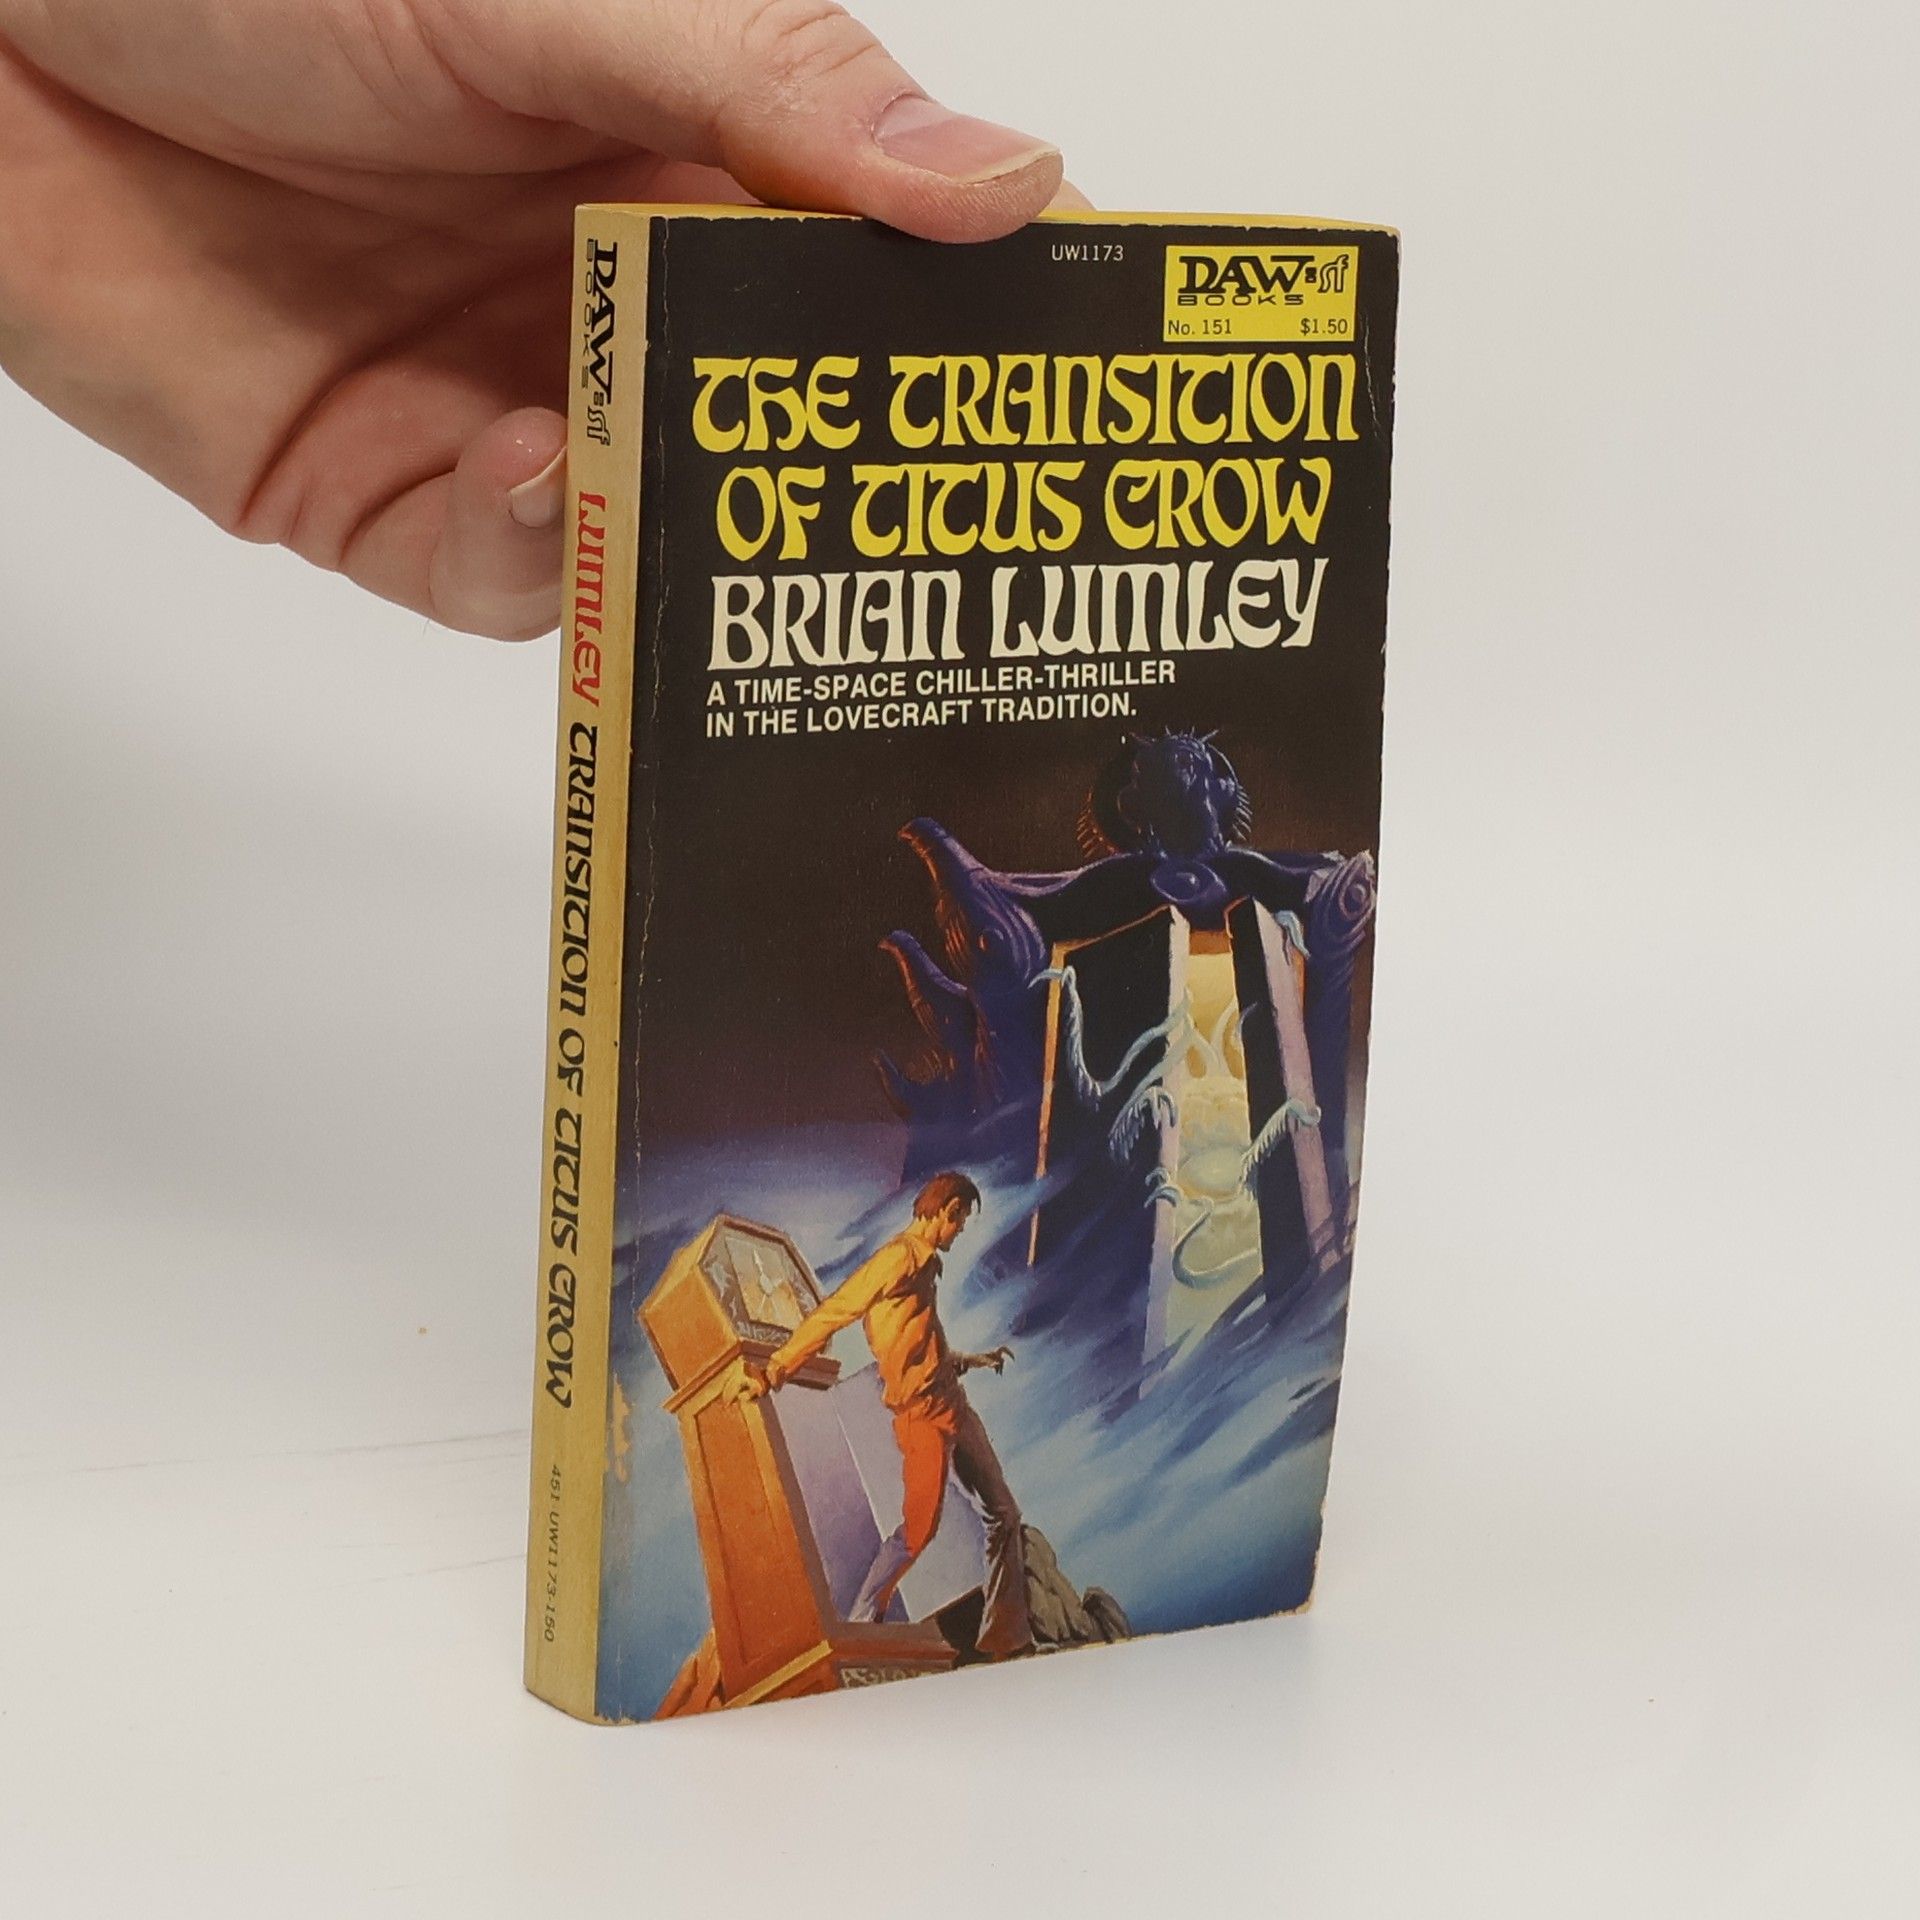 UW1173
DAW=sf
BOOKS
No. 151 $1.50
THE TRANSITION
OF TITUS CROW
BRIAN LUMLEY
A TIME-SPACE CHILLER-THRILLER
IN THE LOVECRAFT TRADITION.
DAW=sf
BOOKS
LUMLEY TRANSITION OF TITUS CROW 451-UW1173-150